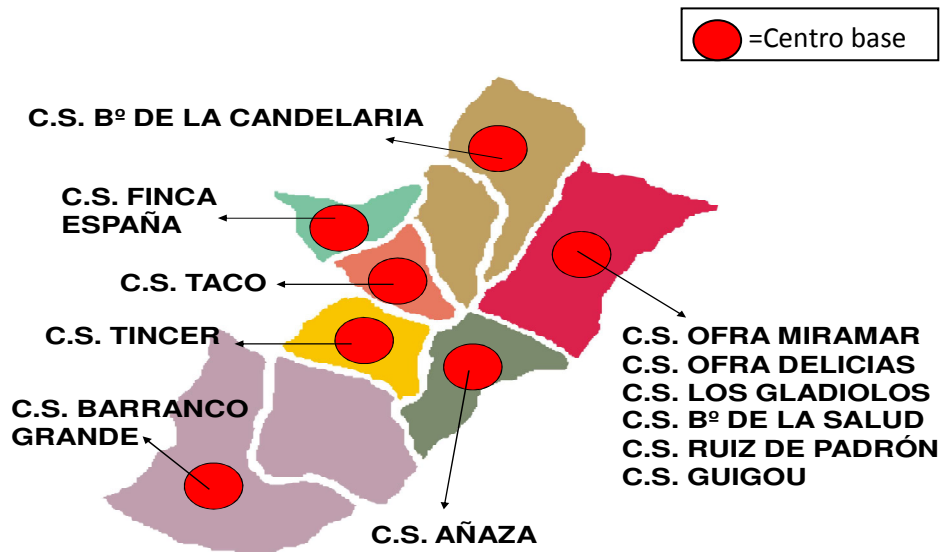 =Centro base
C.S. Bº DE LA CANDELARIA
C.S. FINCA
ESPAÑA
C.S. TACO
C.S. TINCER
C.S. BARRANCO
GRANDE
C.S. AÑAZA
C.S. OFRA MIRAMAR
C.S. OFRA DELICIAS
C.S. LOS GLADIOLOS
C.S. Bº DE LA SALUD
C.S. RUIZ DE PADRÓN
C.S. GUIGOU